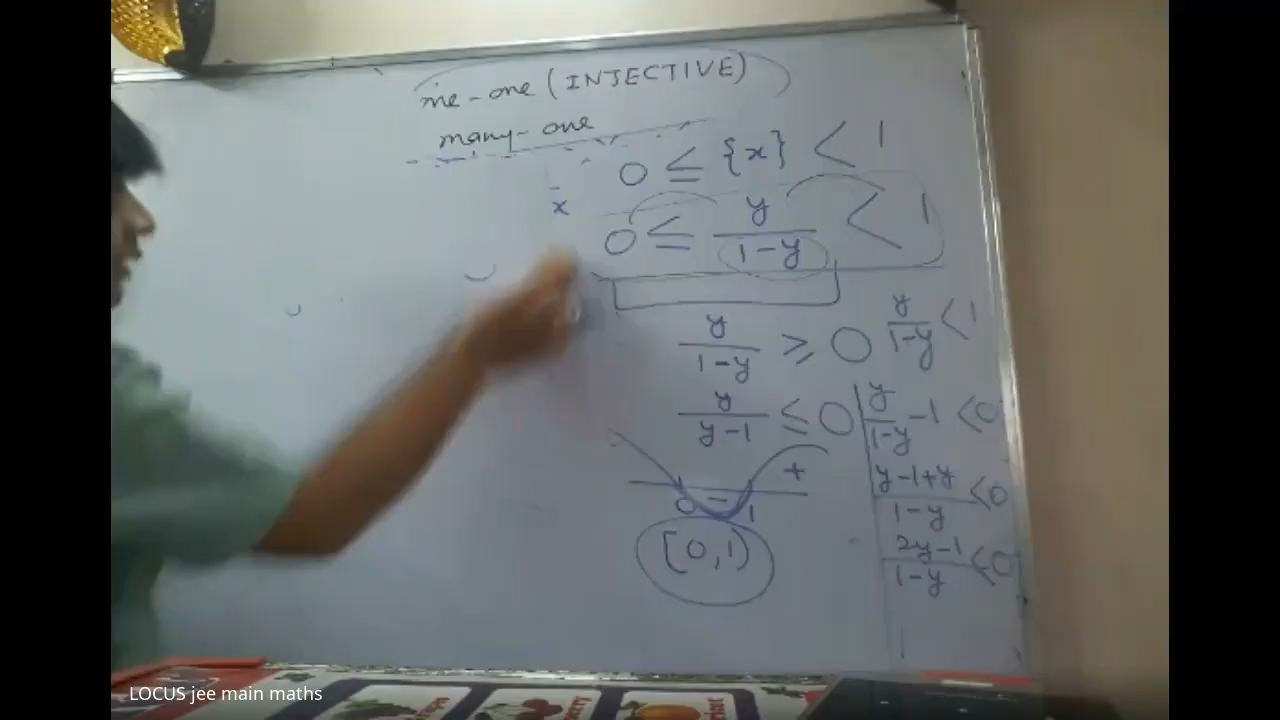 one-one (INJECTIVE)
many-one
0 ≤ {x} < 1
x
0 ≤ y/(1-y) < 1
y/(1-y) ≥ 0
y/(1-y) < 1
y/(y-1) ≤ 0
y/(1-y) -1 <0
+
0 - 1
[0,1)
(y-1+y)/(1-y) <0
(2y-1)/(1-y) <0
LOCUS jee main maths